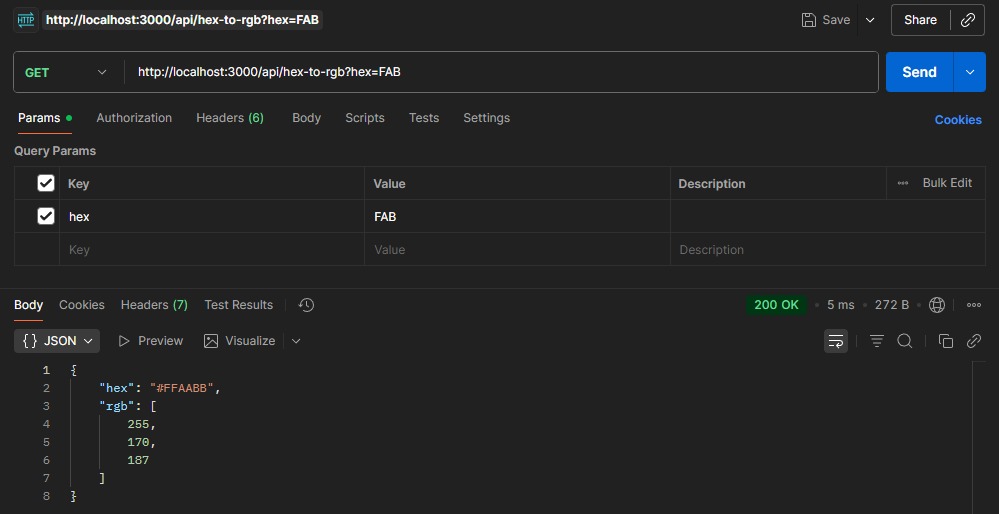 HTTP http://localhost:3000/api/hex-to-rgb?hex=FAB Save Share
GET http://localhost:3000/api/hex-to-rgb?hex=FAB Send
Params Authorization Headers (6) Body Scripts Tests Settings Cookies
Query Params
Key Value Description ••• Bulk Edit
hex FAB
Key Value Description
Body Cookies Headers (7) Test Results 200 OK • 5 ms • 272 B •
{} JSON Preview Visualize
1 {
2 "hex": "#FFAABB",
3 "rgb": [
4 255,
5 170,
6 187
7 ]
8 }